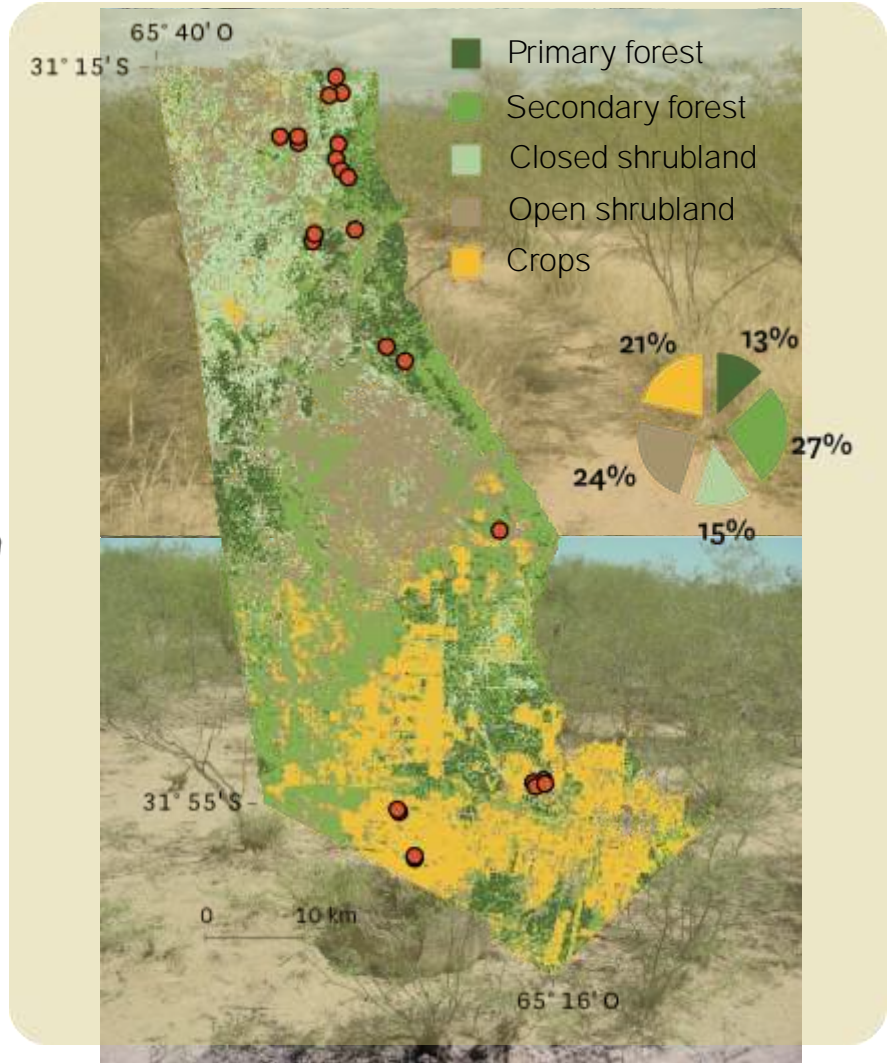 65° 40' O
31° 15' S
Primary forest
Secondary forest
Closed shrubland
Open shrubland
Crops
21%
13%
27%
24%
15%
31° 55' S
0 10 km
65° 16' O